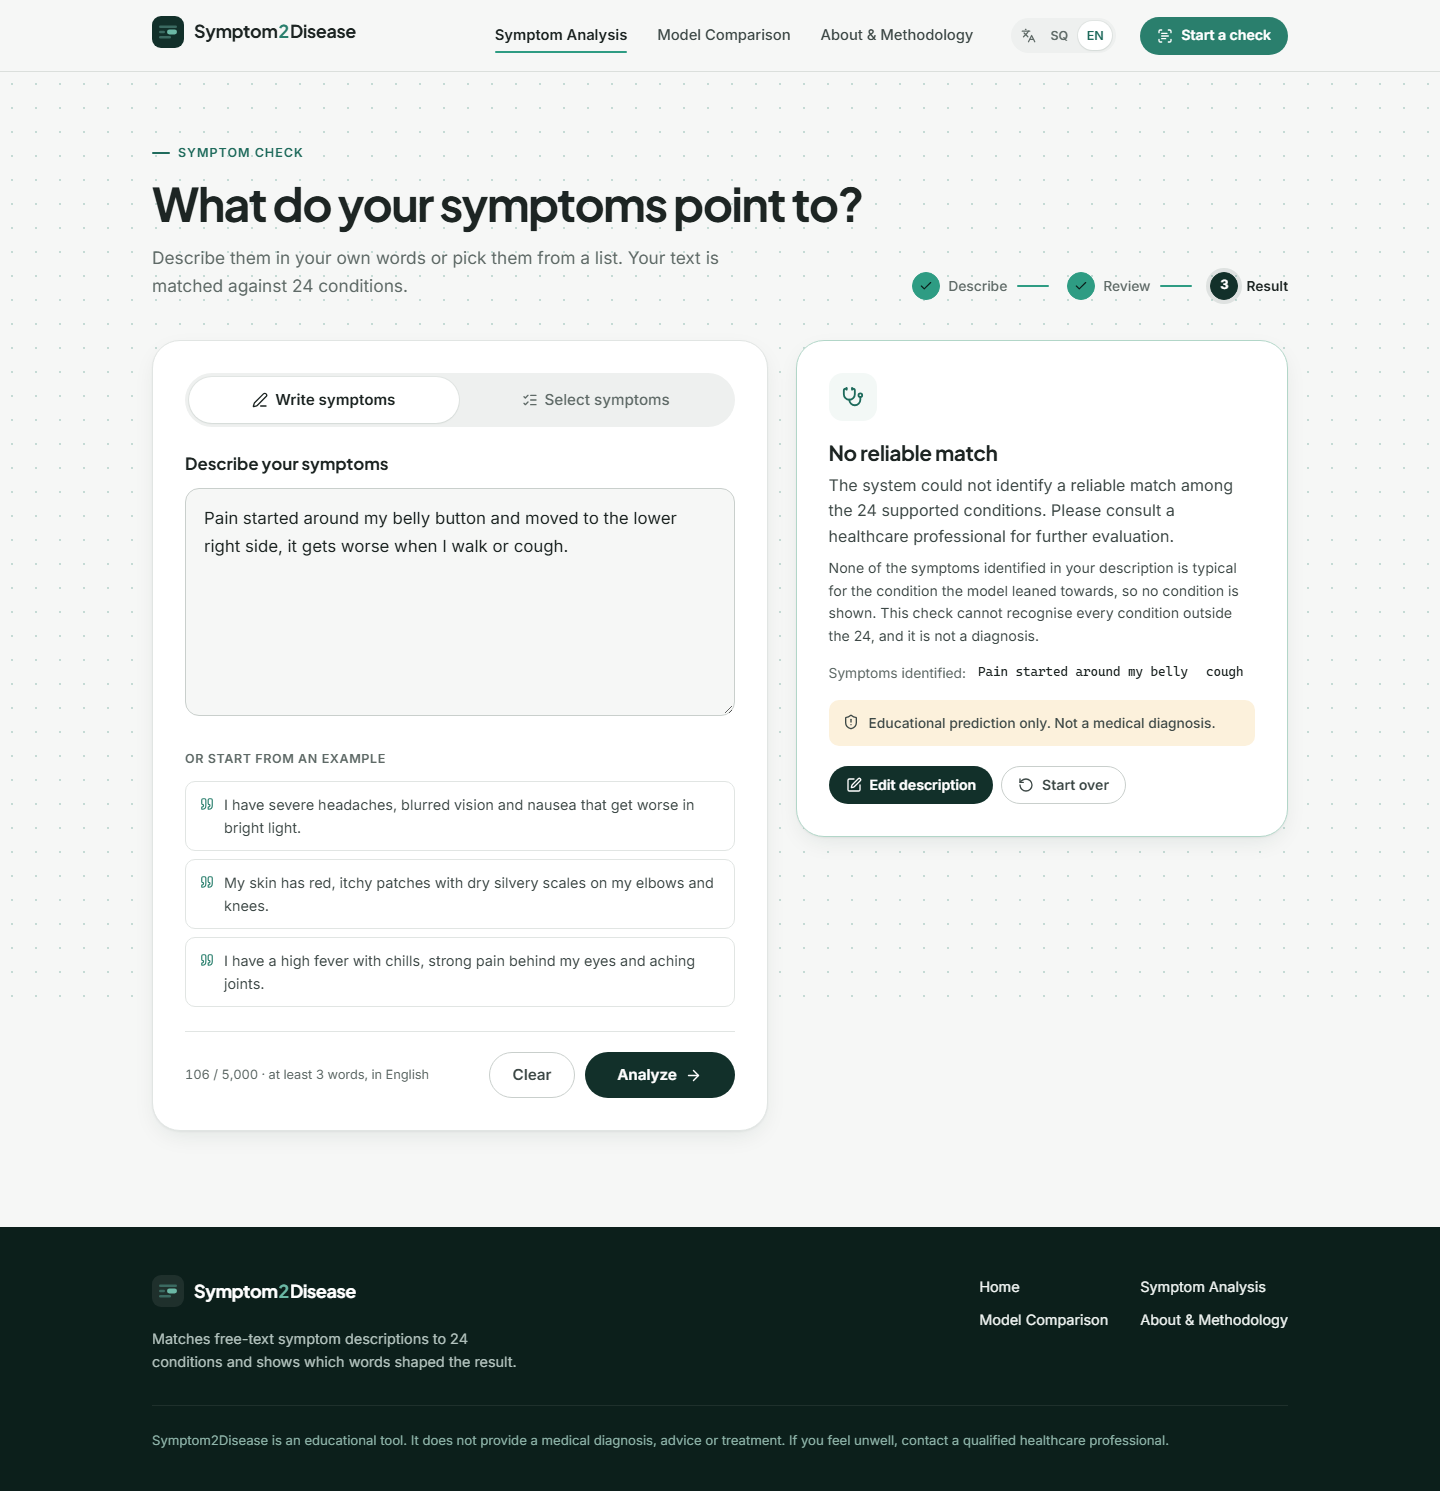 Symptom2Disease
Symptom Analysis
Model Comparison
About & Methodology
SQ
EN
Start a check
SYMPTOM CHECK
What do your symptoms point to?
Describe them in your own words or pick them from a list. Your text is
matched against 24 conditions.
Describe
Review
3
Result
Write symptoms
Select symptoms
Describe your symptoms
Pain started around my belly button and moved to the lower
right side, it gets worse when I walk or cough.
OR START FROM AN EXAMPLE
I have severe headaches, blurred vision and nausea that get worse in
bright light.
My skin has red, itchy patches with dry silvery scales on my elbows and
knees.
I have a high fever with chills, strong pain behind my eyes and aching
joints.
106 / 5,000 · at least 3 words, in English
Clear
Analyze
No reliable match
The system could not identify a reliable match among
the 24 supported conditions. Please consult a
healthcare professional for further evaluation.
None of the symptoms identified in your description is typical
for the condition the model leaned towards, so no condition is
shown. This check cannot recognise every condition outside
the 24, and it is not a diagnosis.
Symptoms identified: Pain started around my belly cough
Educational prediction only. Not a medical diagnosis.
Edit description
Start over
Symptom2Disease
Matches free-text symptom descriptions to 24
conditions and shows which words shaped the result.
Home
Symptom Analysis
Model Comparison
About & Methodology
Symptom2Disease is an educational tool. It does not provide a medical diagnosis, advice or treatment. If you feel unwell, contact a qualified healthcare professional.